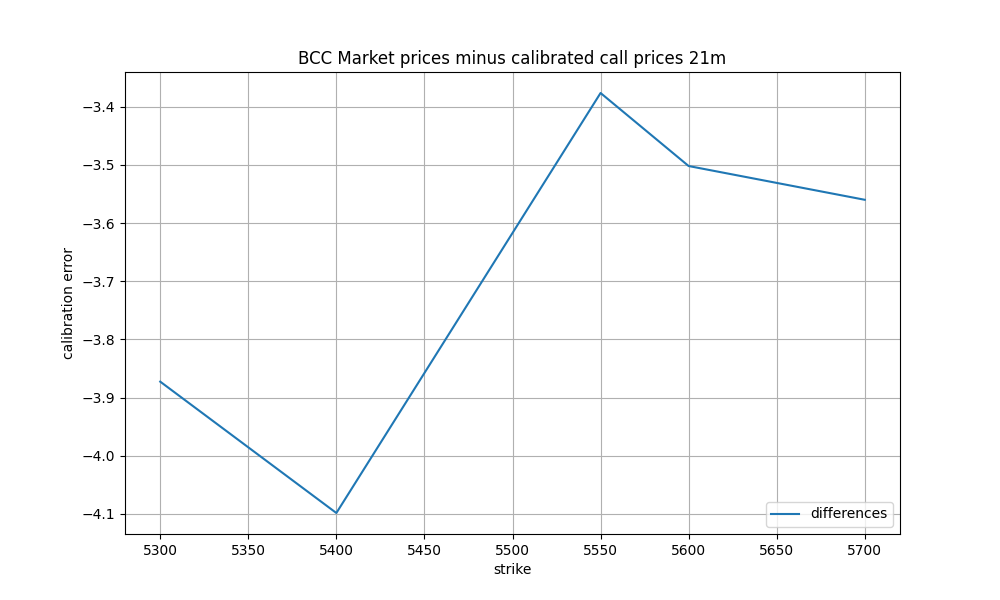 BCC Market prices minus calibrated call prices 21m
calibration error
−3.4
−3.5
−3.6
−3.7
−3.8
−3.9
−4.0
−4.1
differences
5300 5350 5400 5450 5500 5550 5600 5650 5700
strike